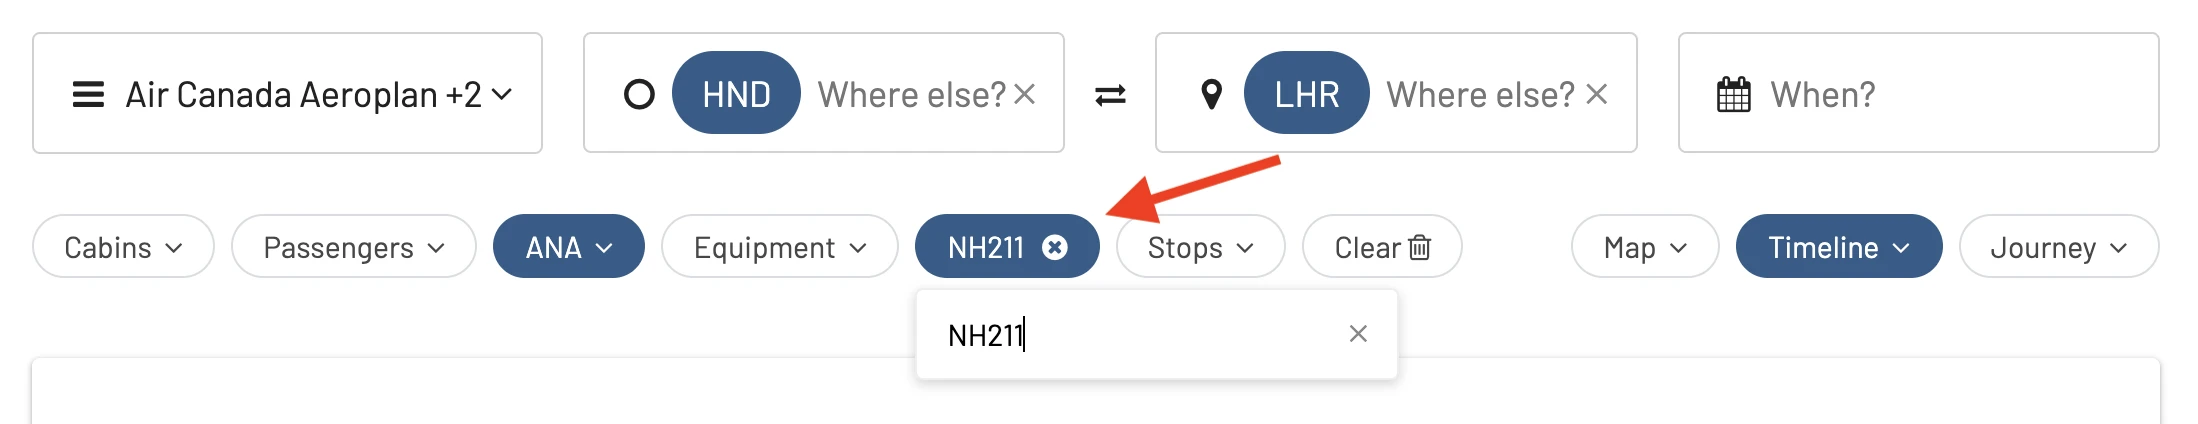 Air Canada Aeroplan +2 HND Where else? LHR Where else? When?
Cabins Passengers ANA Equipment NH211 Stops Clear Map Timeline Journey
NH211